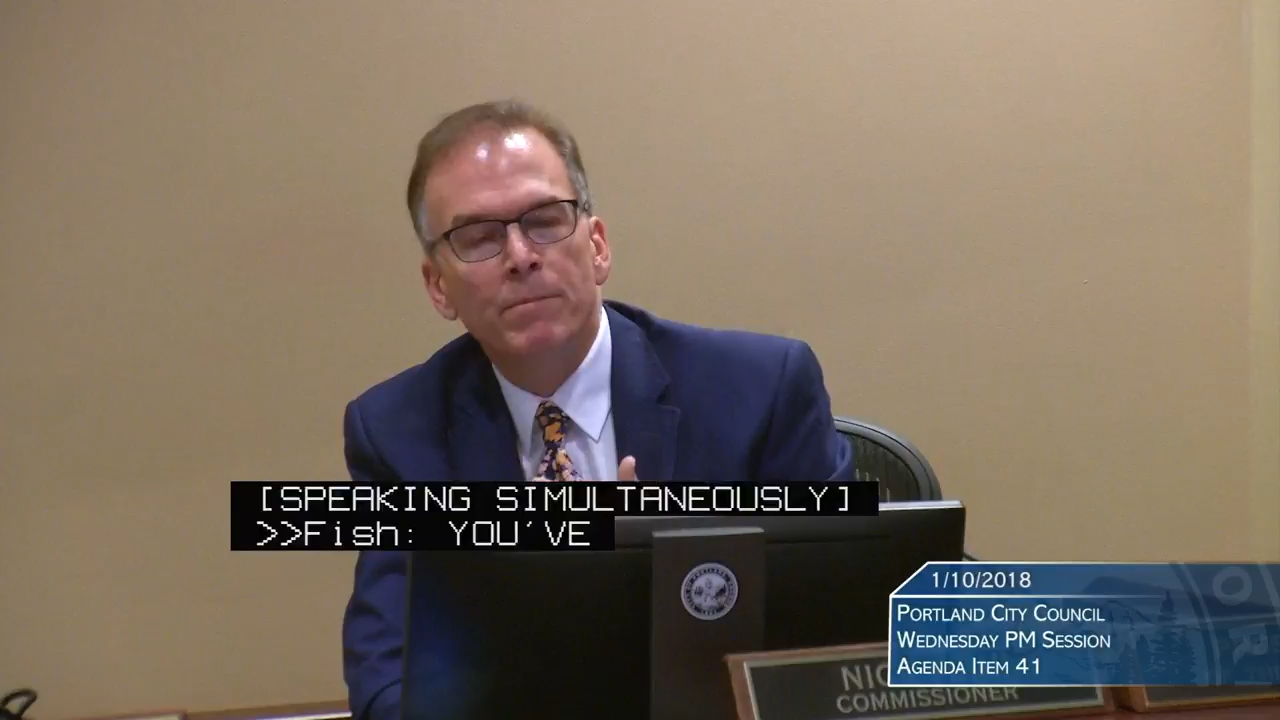 [SPEAKING SIMULTANEOUSLY]
>>Fish: YOU'VE
1/10/2018
PORTLAND CITY COUNCIL
WEDNESDAY PM SESSION
AGENDA ITEM 41
COMMISSIONER